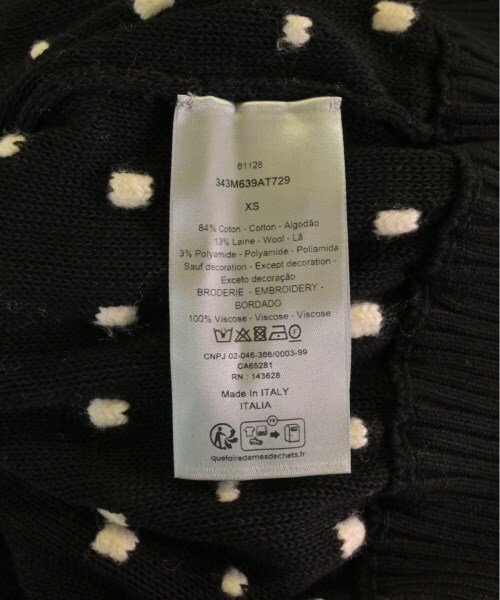 81128
343M639AT729
XS
84% Coton - Cotton - Algodão
13% Laine - Wool - Lã
3% Polyamide - Polyamide - Poliamida
Sauf décoration - Except decoration -
Exceto decoração
BRODERIE - EMBROIDERY -
BORDADO
100% Viscose - Viscose - Viscose
CNPJ 02-046-366/0003-99
CA65281
RN : 143628
Made In ITALY
ITALIA
FR
quefairedemesdechets.fr